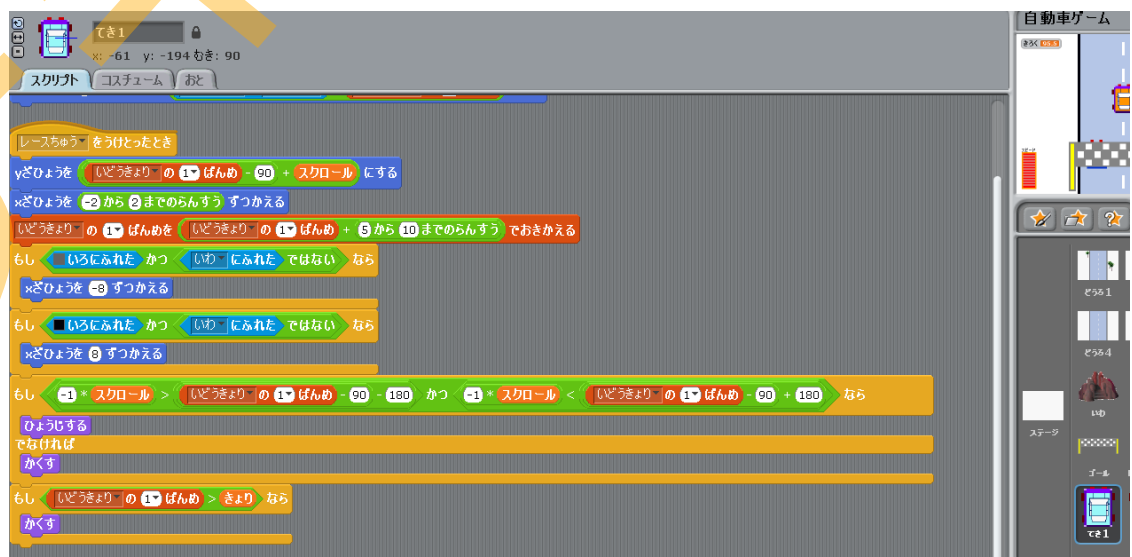 てき1
x: -61 y: -194 むき: 90
スクリプト コスチューム おと
レースちゅう をうけとったとき
yざひょうを いどうきょり の 1 ばんめ - 90 + スクロール にする
xざひょうを -2 から 2 までのらんすう ずつかえる
いどうきょり の 1 ばんめを いどうきょり の 1 ばんめ + 5 から 10 までのらんすう でおきかえる
もし いろにふれた かつ いわ にふれた ではない なら
xざひょうを -8 ずつかえる
もし いろにふれた かつ いわ にふれた ではない なら
xざひょうを 8 ずつかえる
もし -1 * スクロール > いどうきょり の 1 ばんめ - 90 - 180 かつ -1 * スクロール < いどうきょり の 1 ばんめ - 90 + 180 なら
ひょうじする
でなければ
かくす
もし いどうきょり の 1 ばんめ > きょり なら
かくす
自動車ゲーム
きろく
スピード
どうろ1
どうろ4
いわ
ステージ
ゴール
てき1